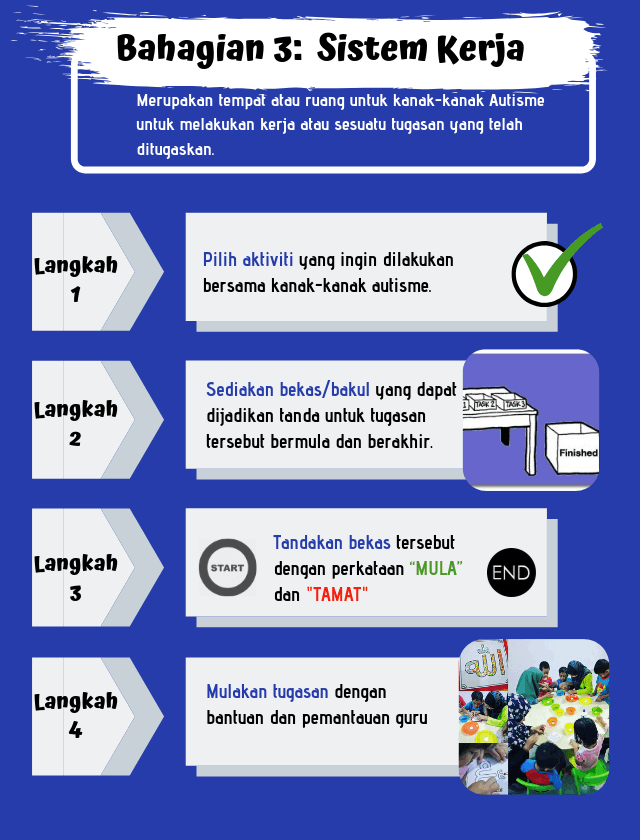 Bahagian 3: Sistem Kerja
Merupakan tempat atau ruang untuk kanak-kanak Autisme
untuk melakukan kerja atau sesuatu tugasan yang telah
ditugaskan.
Langkah
1
Pilih aktiviti yang ingin dilakukan
bersama kanak-kanak autisme.
Langkah
2
Sediakan bekas/bakul yang dapat
dijadikan tanda untuk tugasan
tersebut bermula dan berakhir.
1
TASK 2
TASK 3
Finished
Langkah
3
START
Tandakan bekas tersebut
dengan perkataan “MULA”
dan "TAMAT"
END
Langkah
4
Mulakan tugasan dengan
bantuan dan pemantauan guru
الله